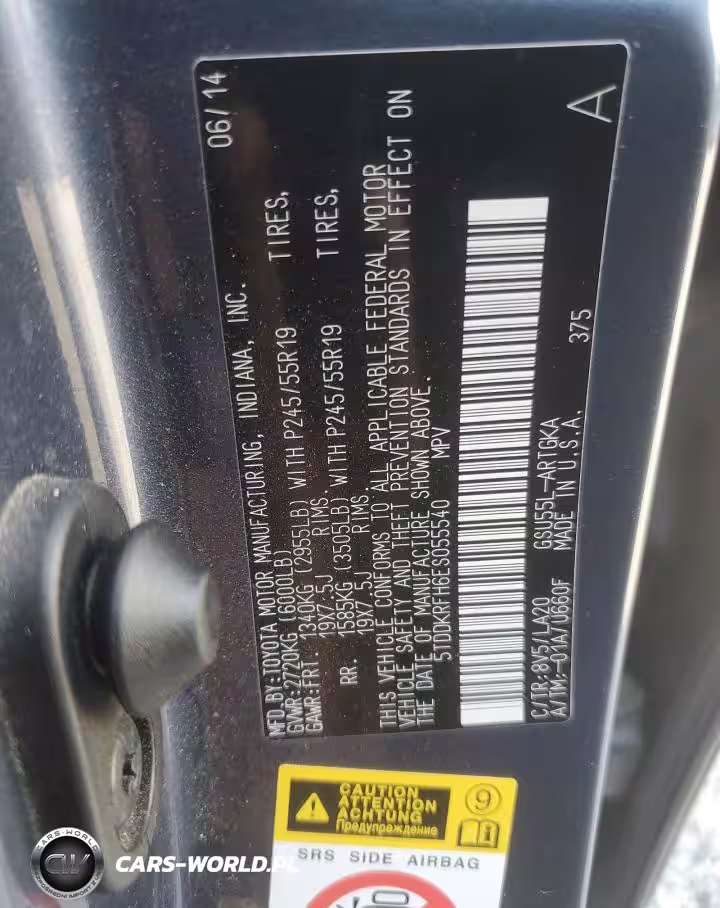 06/14
MFD.BY:TOYOTA MOTOR MANUFACTURING, INDIANA, INC.
GVWR:2720KG (6000LB)
GAWR:FRT 1340KG (2955LB) WITH P245/55R19 TIRES,
19X7.5J RIMS.
RR. 1585KG (3505LB) WITH P245/55R19 TIRES,
19X7.5J RIMS.
THIS VEHICLE CONFORMS TO ALL APPLICABLE FEDERAL MOTOR
VEHICLE SAFETY AND THEFT PREVENTION STANDARDS IN EFFECT ON
THE DATE OF MANUFACTURE SHOWN ABOVE.
5TDDKRFH6ES055540 MPV
C/TR:8V5/LA20 GSU55L-ARTGKA 375
A/TM:-01A/U660F MADE IN U.S.A.
A
CAUTION
ATTENTION
ACHTUNG
Предупреждение
9
SRS SIDE AIRBAG
CARS-WORLD
CW
CARS-WORLD.PL